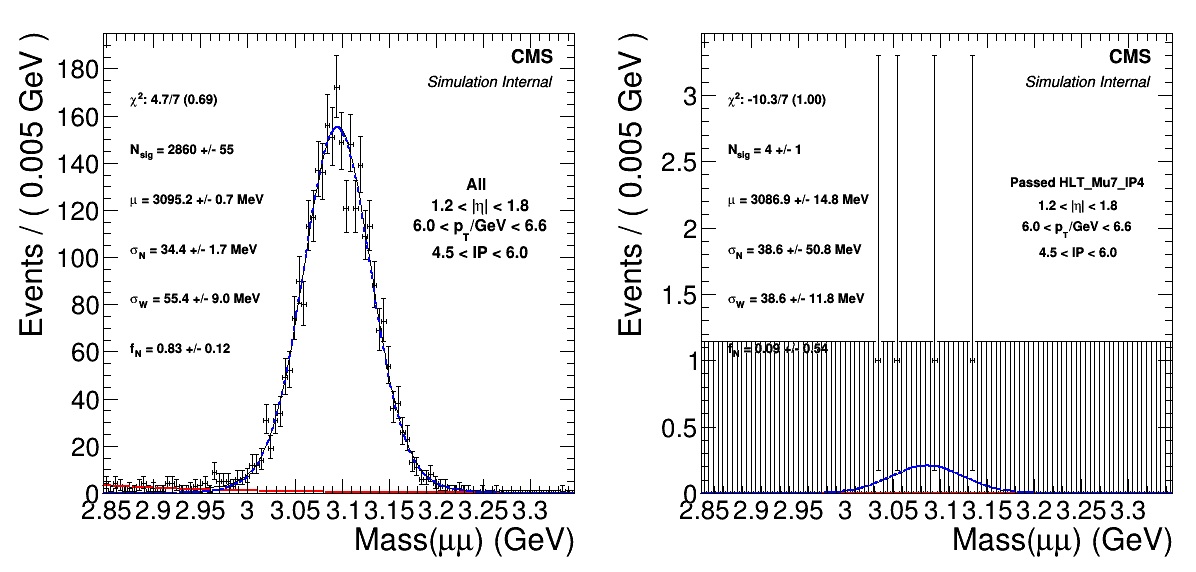 CMS
Simulation Internal
χ²: 4.7/7 (0.69)
N_sig = 2860 +/- 55
μ = 3095.2 +/- 0.7 MeV
σ_N = 34.4 +/- 1.7 MeV
σ_W = 55.4 +/- 9.0 MeV
f_N = 0.83 +/- 0.12
All
1.2 < |η| < 1.8
6.0 < p_T/GeV < 6.6
4.5 < IP < 6.0
Events / ( 0.005 GeV )
180
160
140
120
100
80
60
40
20
0
2.85 2.9 2.95 3 3.05 3.1 3.15 3.2 3.25 3.3
Mass(μμ) (GeV)
CMS
Simulation Internal
χ²: -10.3/7 (1.00)
N_sig = 4 +/- 1
μ = 3086.9 +/- 14.8 MeV
σ_N = 38.6 +/- 50.8 MeV
σ_W = 38.6 +/- 11.8 MeV
f_N = 0.09 +/- 0.54
Passed HLT_Mu7_IP4
1.2 < |η| < 1.8
6.0 < p_T/GeV < 6.6
4.5 < IP < 6.0
Events / ( 0.005 GeV )
3
2.5
2
1.5
1
0.5
0
2.85 2.9 2.95 3 3.05 3.1 3.15 3.2 3.25 3.3
Mass(μμ) (GeV)